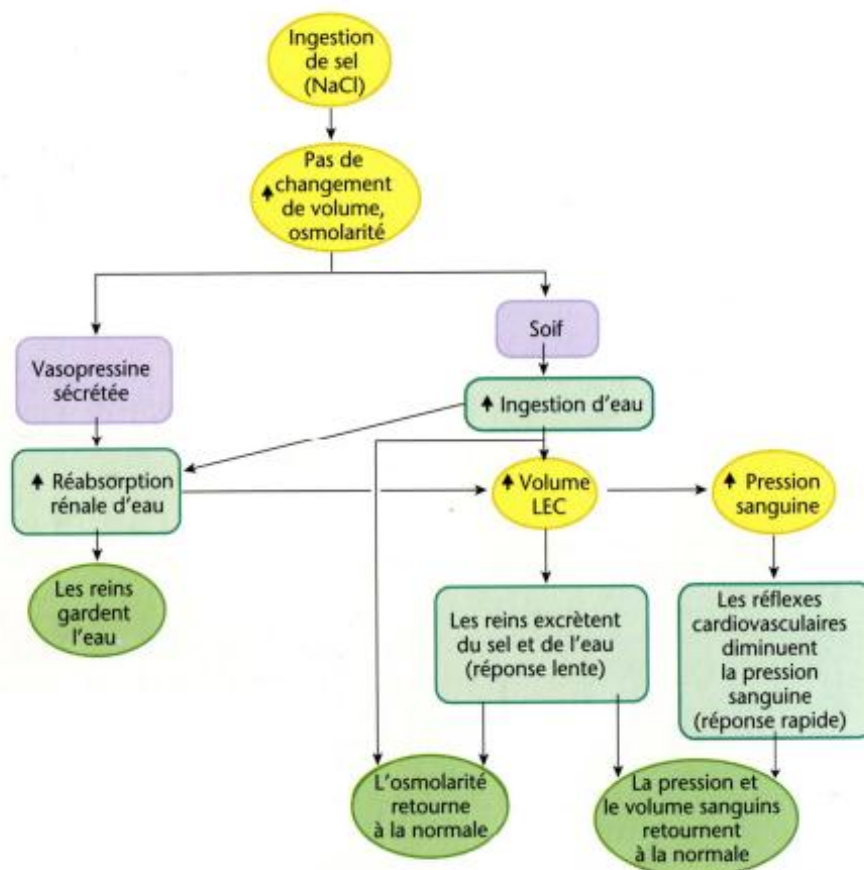 Ingestion
de sel
(NaCl)
Pas de
changement
de volume,
osmolarité
Soif
Vasopressine
sécrétée
Ingestion d'eau
Réabsorption
rénale d'eau
Volume
LEC
Pression
sanguine
Les reins
gardent
l'eau
Les reins excrètent
du sel et de l'eau
(réponse lente)
Les réflexes
cardiovasculaires
diminuent
la pression
sanguine
(réponse rapide)
L'osmolarité
retourne
à la normale
La pression et
le volume sanguins
retournent
à la normale